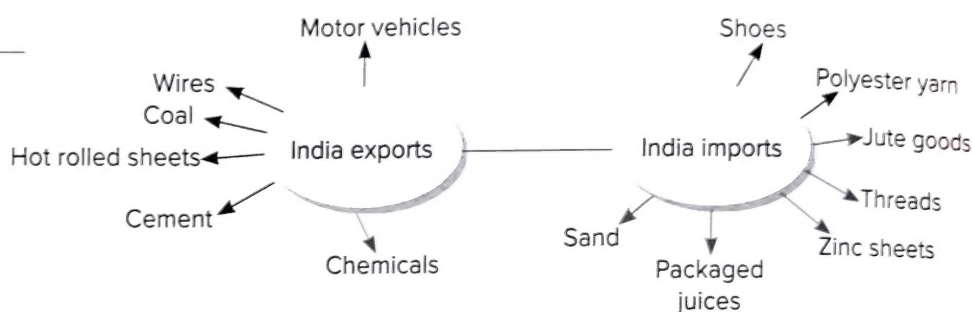 Motor vehicles
Wires
Coal
Hot rolled sheets
Cement
Chemicals
India exports
India imports
Shoes
Polyester yarn
Jute goods
Threads
Zinc sheets
Packaged
juices
Sand